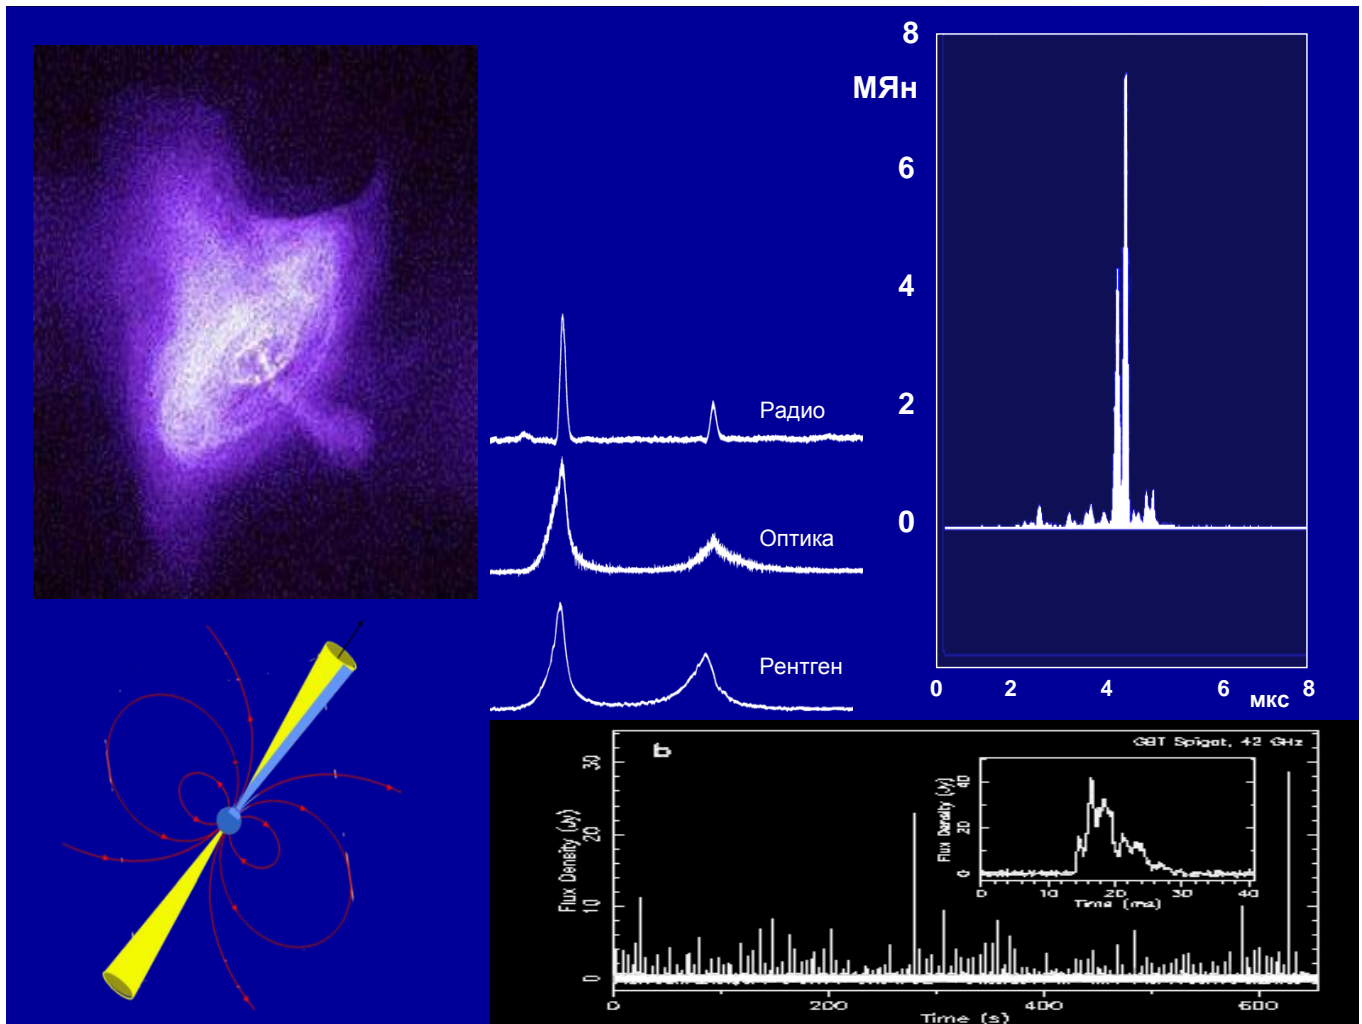 8
МЯн
6
4
2
0
0 2 4 6 8
мкс
Радио
Оптика
Рентген
b
GBT Spigot, 42 GHz
Flux Density (Jy)
30
20
10
0
0 200 400 600
Time (s)
Flux Density (Jy)
40
20
0
0 10 20 30 40
Time (ms)